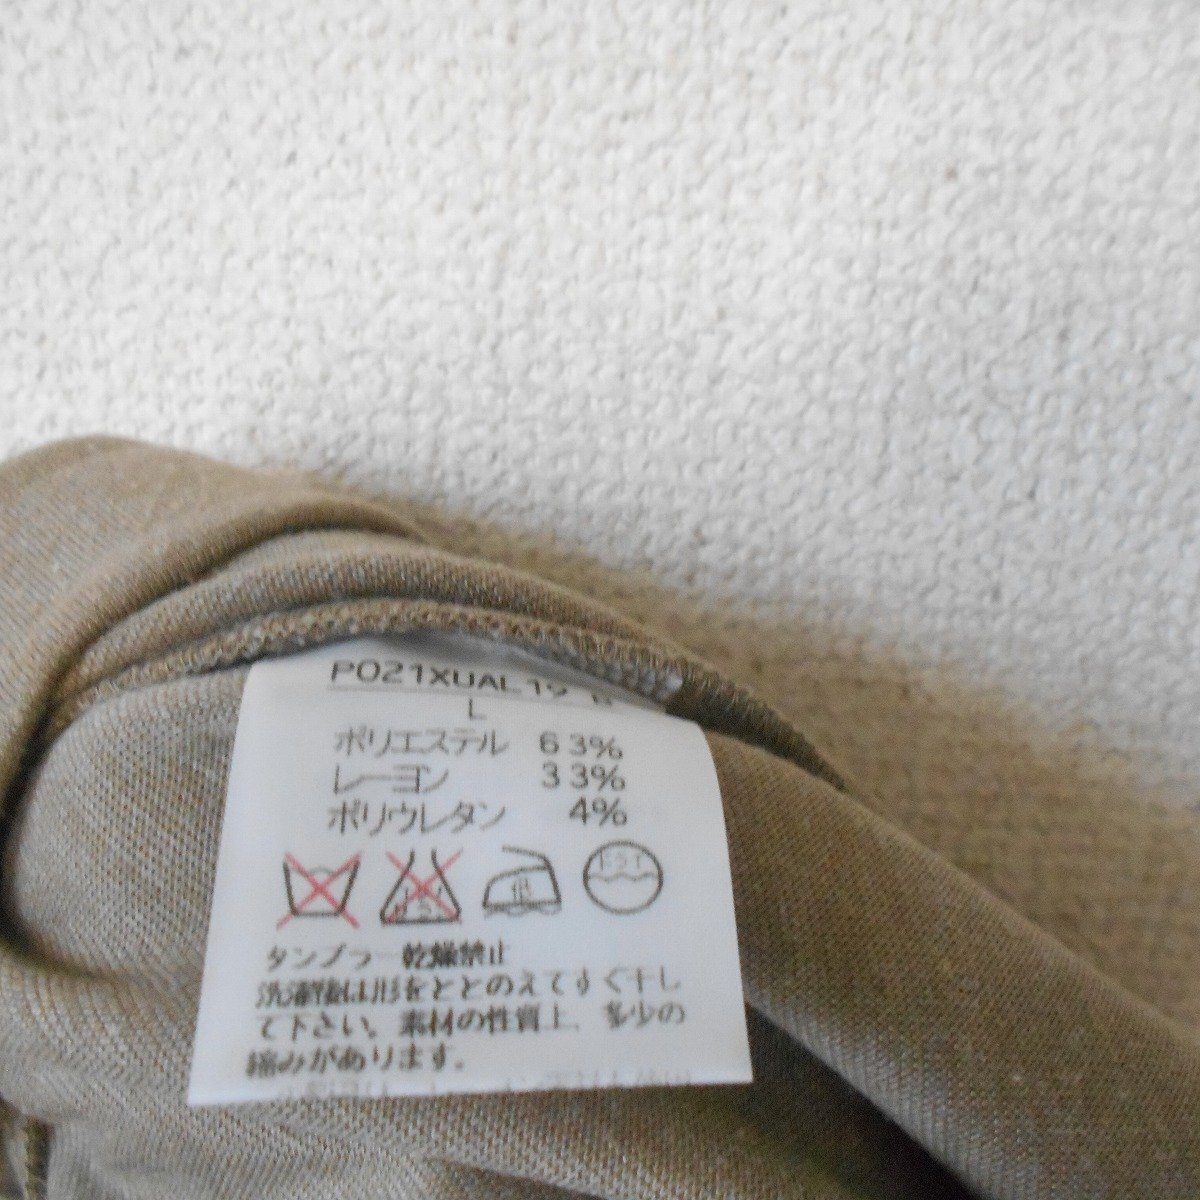 P021XUAL19
L
ポリエステル 63%
レーヨン 33%
ポリウレタン 4%
タンブラー乾燥禁止
洗濯後は形をととのえてすぐ干し
て下さい。素材の性質上、多少の
縮みがあります。